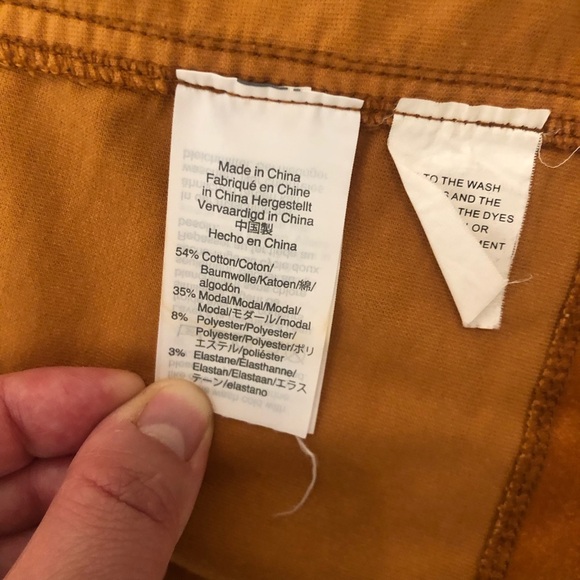 Made in China
Fabriqué en Chine
in China Hergestellt
Vervaardigd in China
中国製
Hecho en China
54% Cotton/Coton/
Baumwolle/Katoen/綿/
algodón
35% Modal/Modal/Modal/
Modal/モダール/modal
8% Polyester/Polyester/
Polyester/Polyester/ポリ
エステル/poliéster
3% Elastane/Élasthanne/
Elastan/Elastaan/エラス
テーン/elastano
TO THE WASH
AND THE
THE DYES
OR